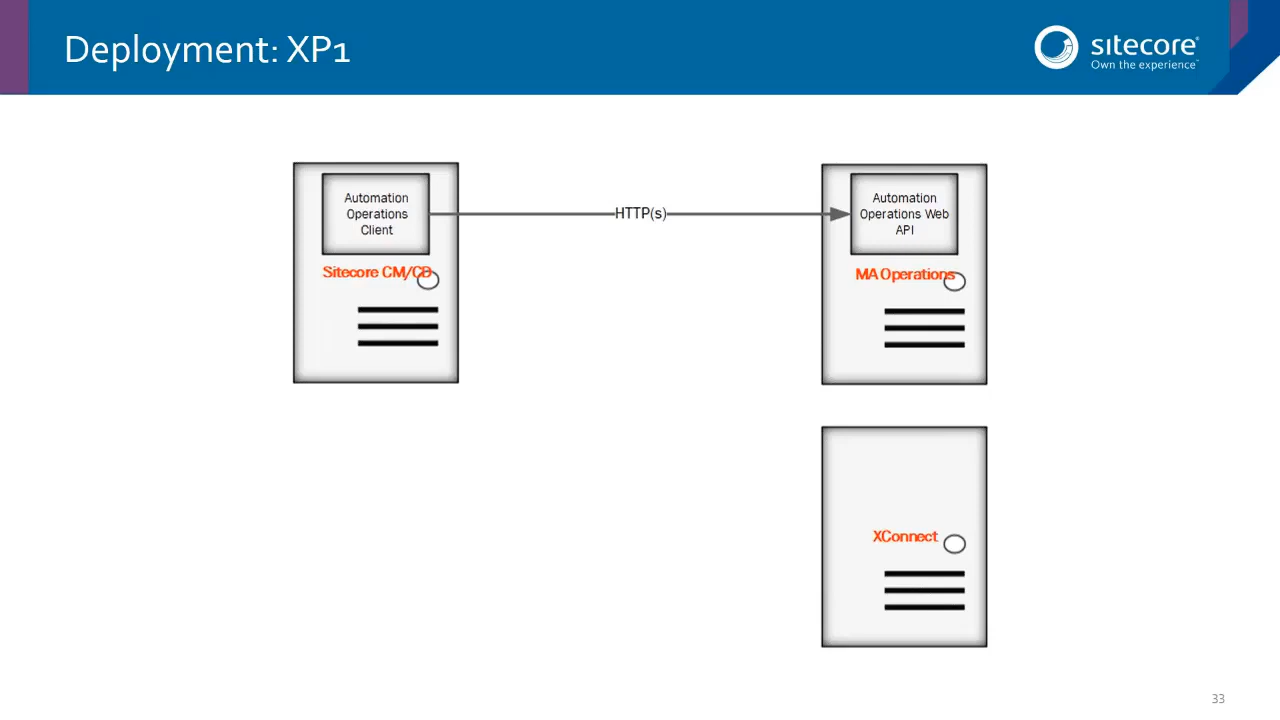 Deployment: XP1
sitecore®
Own the experience™
Automation
Operations
Client
HTTP(s)
Automation
Operations Web
API
Sitecore CM/CD
MA Operations
XConnect
33